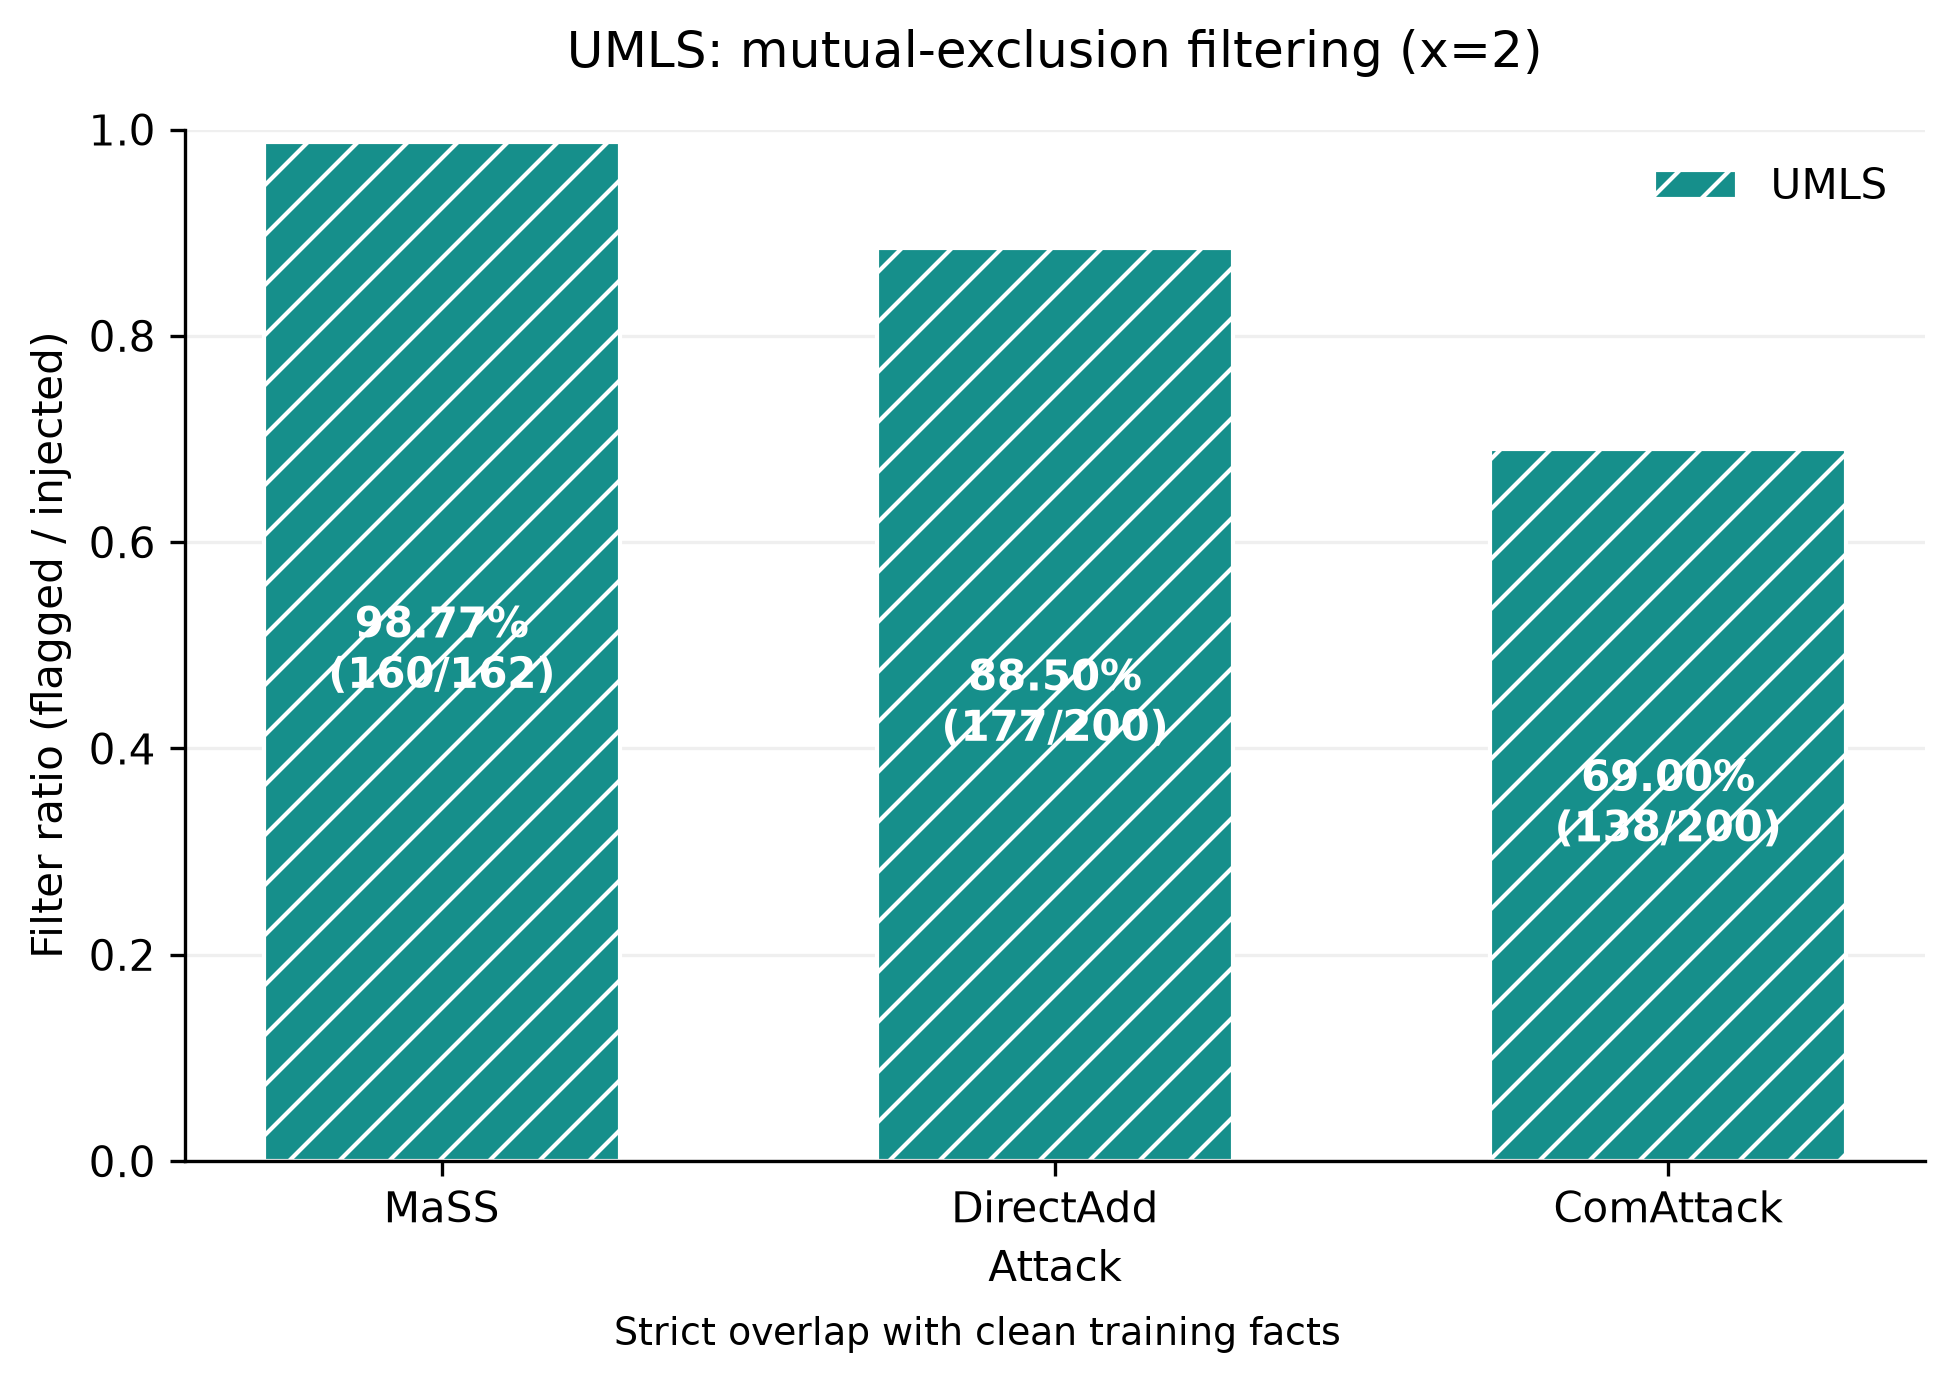 UMLS: mutual-exclusion filtering (x=2)
1.0
0.8
0.6
0.4
0.2
0.0
Filter ratio (flagged / injected)
UMLS
98.77%
(160/162)
88.50%
(177/200)
69.00%
(138/200)
MaSS
DirectAdd
ComAttack
Attack
Strict overlap with clean training facts